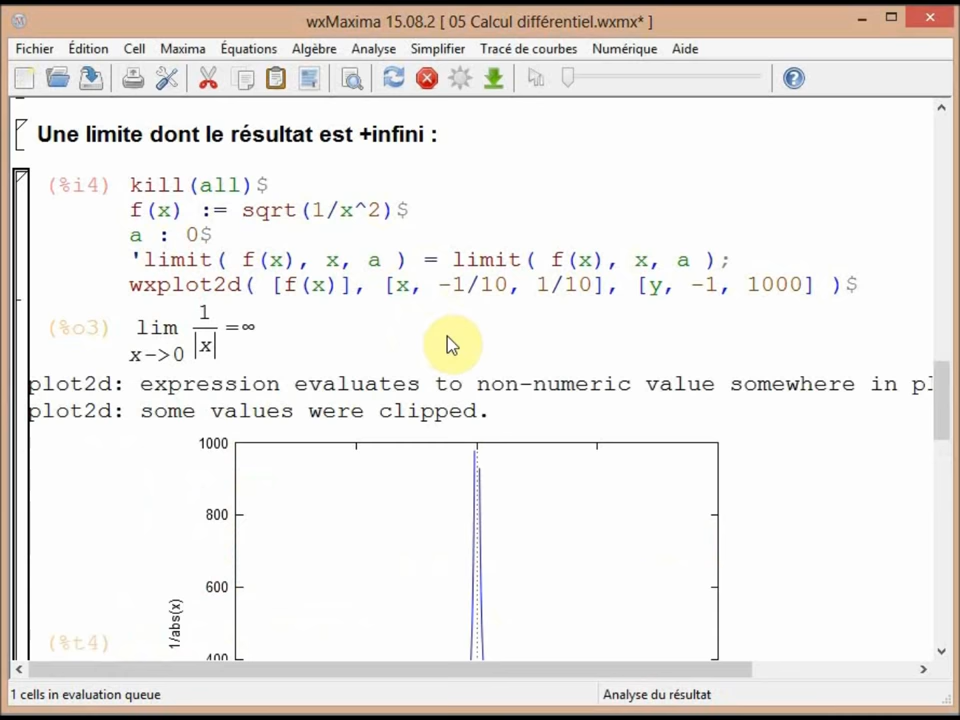 wxMaxima 15.08.2 [ 05 Calcul différentiel.wxmx* ]
Fichier Édition Cell Maxima Équations Algèbre Analyse Simplifier Tracé de courbes Numérique Aide
Une limite dont le résultat est +infini :
(%i4) kill(all)$
f(x) := sqrt(1/x^2)$
a : 0$
'limit( f(x), x, a ) = limit( f(x), x, a );
wxplot2d( [f(x)], [x, -1/10, 1/10], [y, -1, 1000] )$
(%o3) lim 1/|x| =∞
x->0
plot2d: expression evaluates to non-numeric value somewhere in pl
plot2d: some values were clipped.
1000
800
600
400
1/abs(x)
(%t4)
1 cells in evaluation queue Analyse du résultat